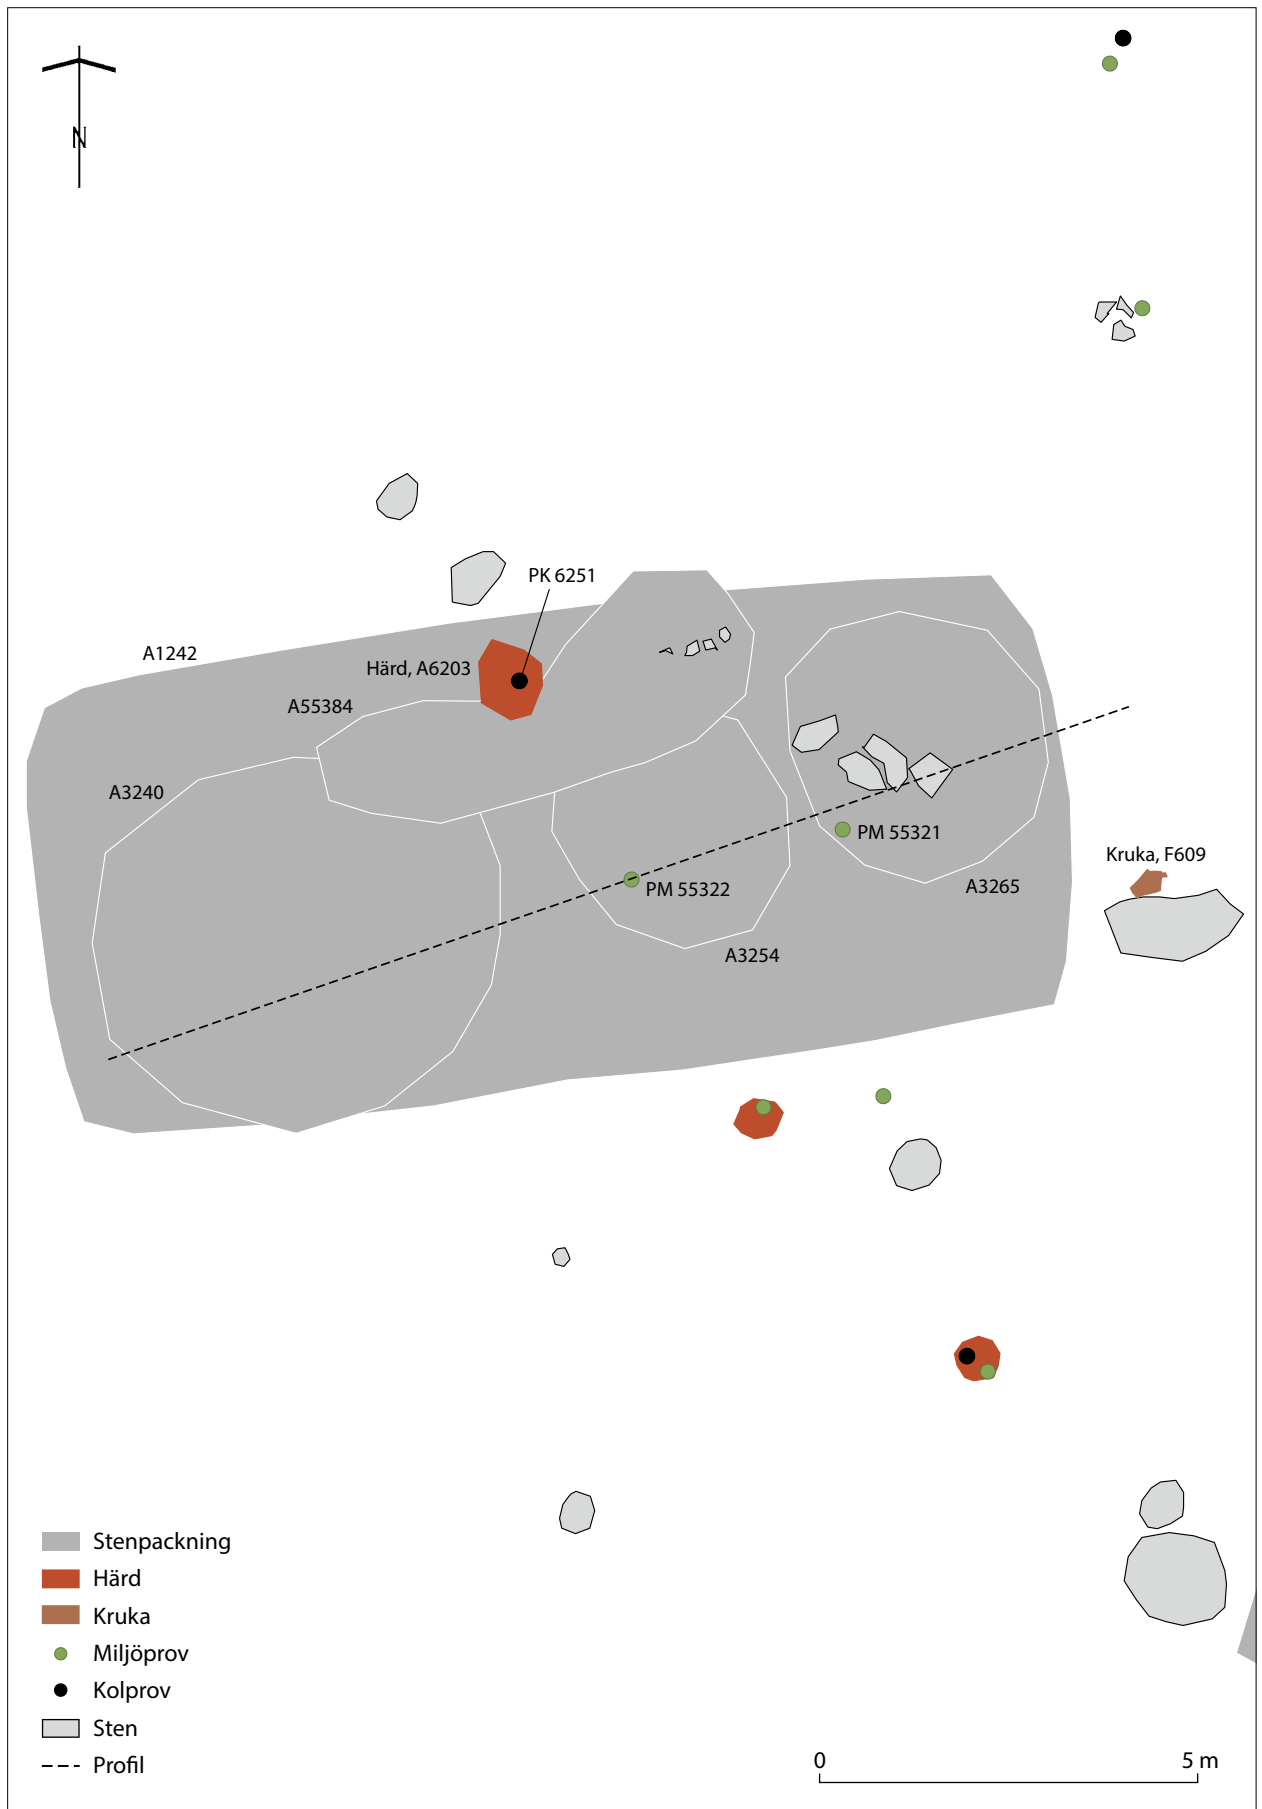 N
PK 6251
A1242
Härd, A6203
A55384
A3240
PM 55321
Kruka, F609
A3265
PM 55322
A3254
Stenpackning
Härd
Kruka
Miljöprov
Kolprov
Sten
Profil
0 5 m